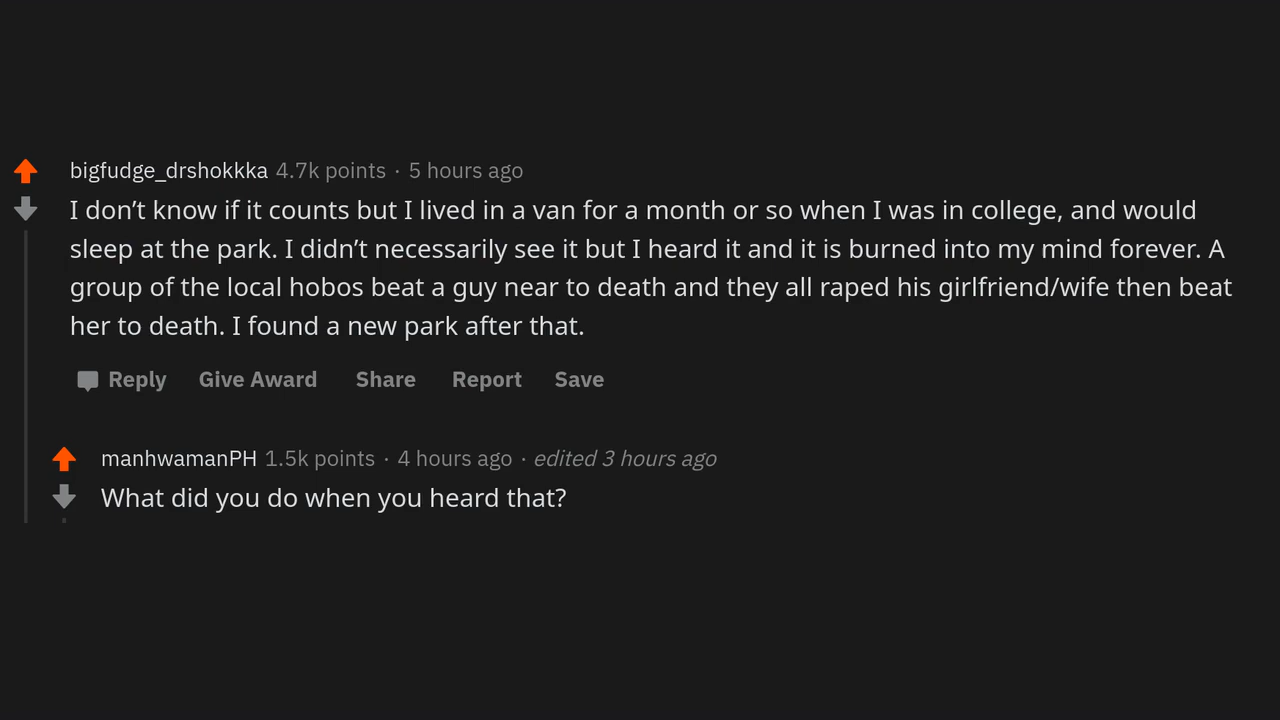 bigfudge_drshokkka 4.7k points · 5 hours ago
I don’t know if it counts but I lived in a van for a month or so when I was in college, and would
sleep at the park. I didn’t necessarily see it but I heard it and it is burned into my mind forever. A
group of the local hobos beat a guy near to death and they all raped his girlfriend/wife then beat
her to death. I found a new park after that.
Reply Give Award Share Report Save
manhwamanPH 1.5k points · 4 hours ago · edited 3 hours ago
What did you do when you heard that?